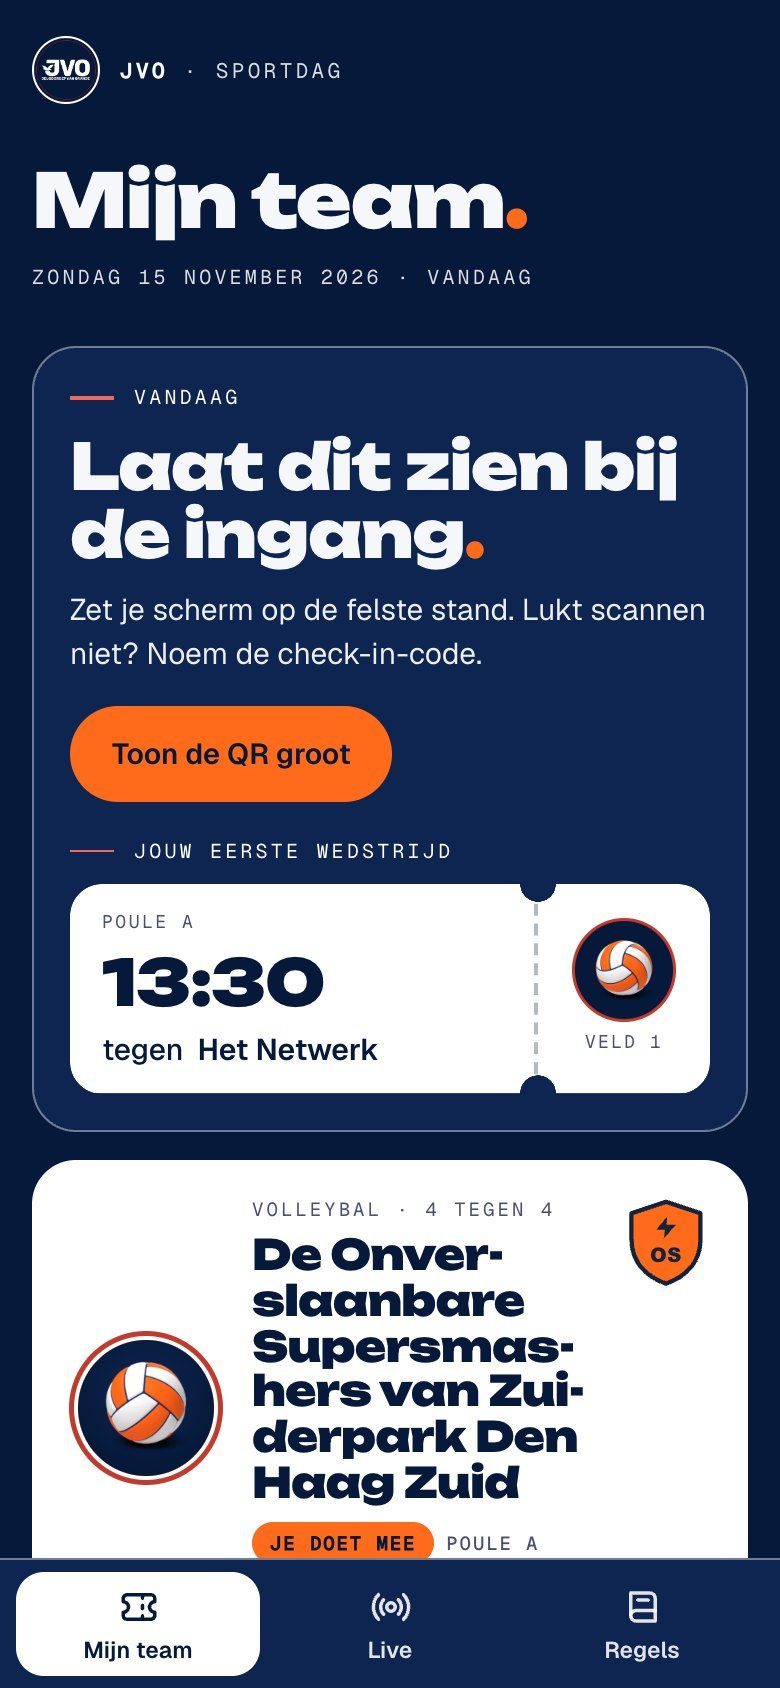 JVO
JVO · SPORTDAG
Mijn team.
ZONDAG 15 NOVEMBER 2026 · VANDAAG
VANDAAG
Laat dit zien bij
de ingang.
Zet je scherm op de felste stand. Lukt scannen
niet? Noem de check-in-code.
Toon de QR groot
JOUW EERSTE WEDSTRIJD
POULE A
13:30
tegen Het Netwerk
VELD 1
VOLLEYBAL · 4 TEGEN 4
OS
De Onver-
slaanbare
Supersmas-
hers van Zui-
derpark Den
Haag Zuid
JE DOET MEE POULE A
Mijn team
Live
Regels